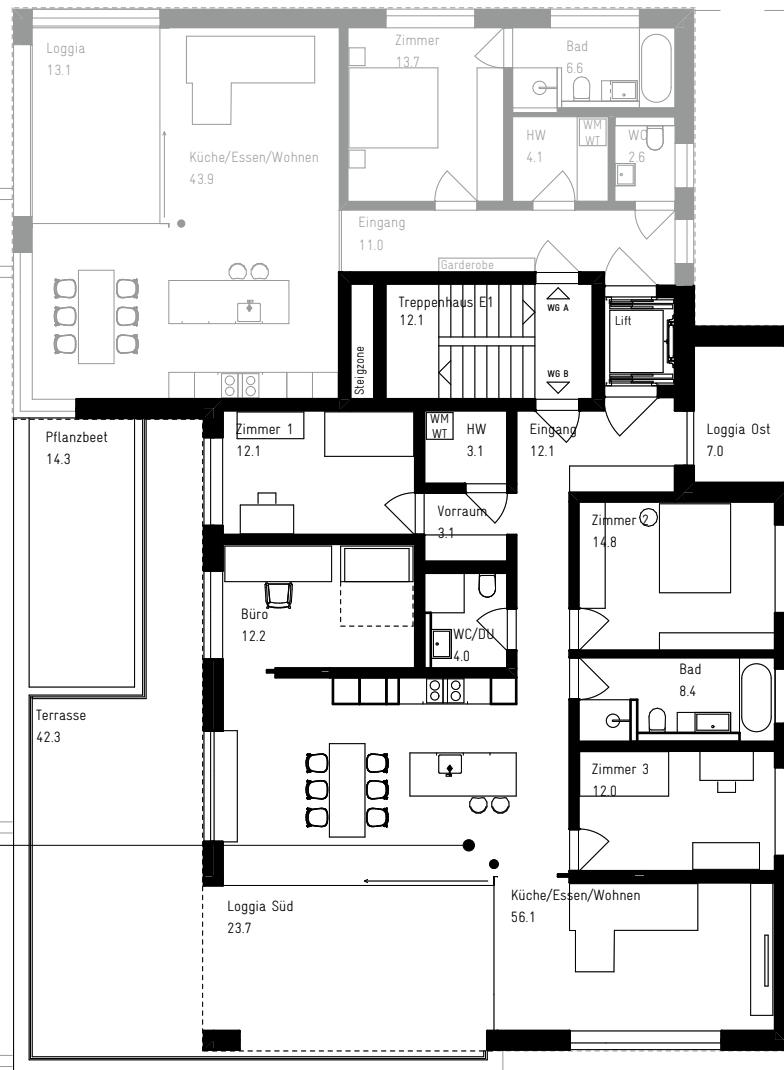 Loggia
13.1
Zimmer
13.7
Bad
6.6
Küche/Essen/Wohnen
43.9
HW
4.1
WM
WT
WC
2.6
Eingang
11.0
Garderobe
Treppenhaus E1
12.1
WG A
WG B
Lift
Steigzone
Pflanzbeet
14.3
Zimmer 1
12.1
WM
WT
HW
3.1
Eingang
12.1
Loggia Ost
7.0
Vorraum
3.1
Zimmer 2
14.8
Büro
12.2
WC/DU
4.0
Bad
8.4
Terrasse
42.3
Zimmer 3
12.0
Küche/Essen/Wohnen
56.1
Loggia Süd
23.7